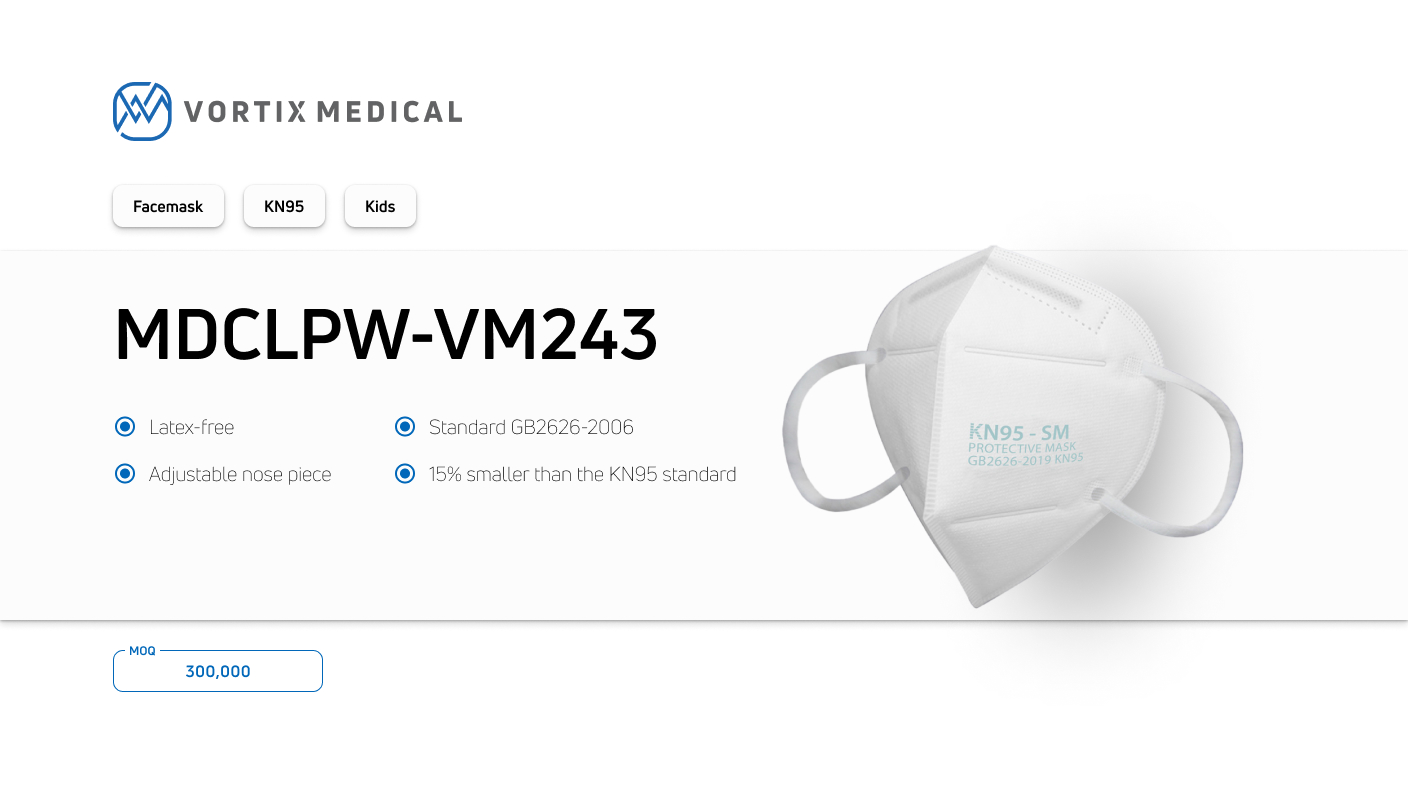 VORTIX MEDICAL
Facemask
KN95
Kids
MDCLPW-VM243
Latex-free
Standard GB2626-2006
Adjustable nose piece
15% smaller than the KN95 standard
KN95 - SM
PROTECTIVE MASK
GB2626-2019 KN95
MOQ
300,000